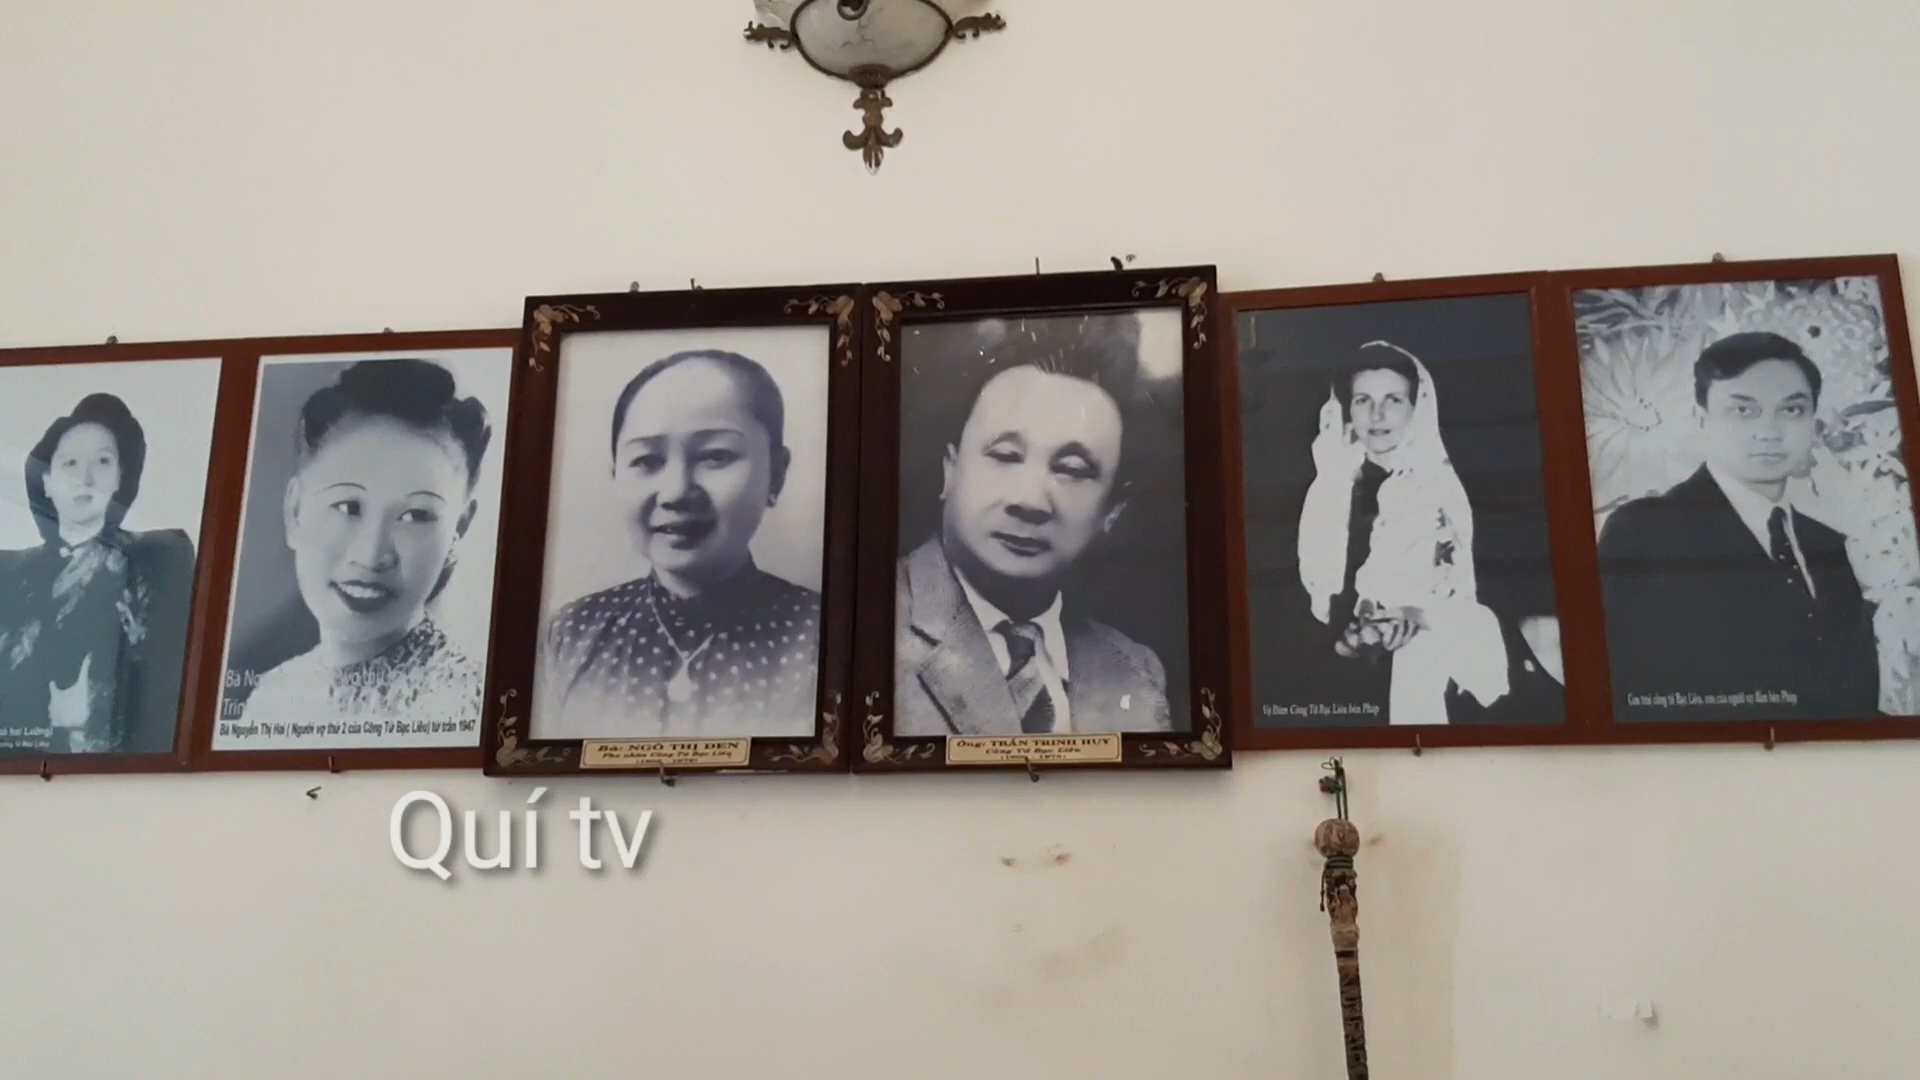 Bà Nguyễn Thị Hai ( Người vợ thứ 2 của Công Tử Bạc Liêu) từ trần 1947
Bà: NGÔ THỊ ĐEN
Phu nhân Công Tử Bạc Liêu
Ông: TRẦN TRINH HUY
Công Tử Bạc Liêu
Vợ Đầm Công Tử Bạc Liêu bên Pháp
Con trai công tử Bạc Liêu, con của người vợ đầm bên Pháp
Quí tv